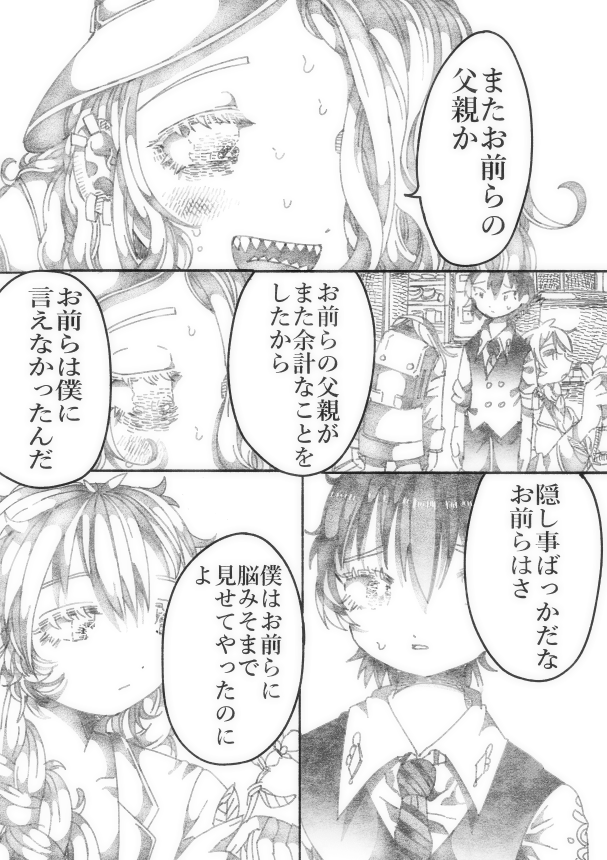 またお前らの
父親か
お前らの父親が
また余計なことを
したから
お前らは僕に
言えなかったんだ
隠し事ばっかだな
お前らはさ
僕はお前らに
脳みそまで
見せてやったのに
よ